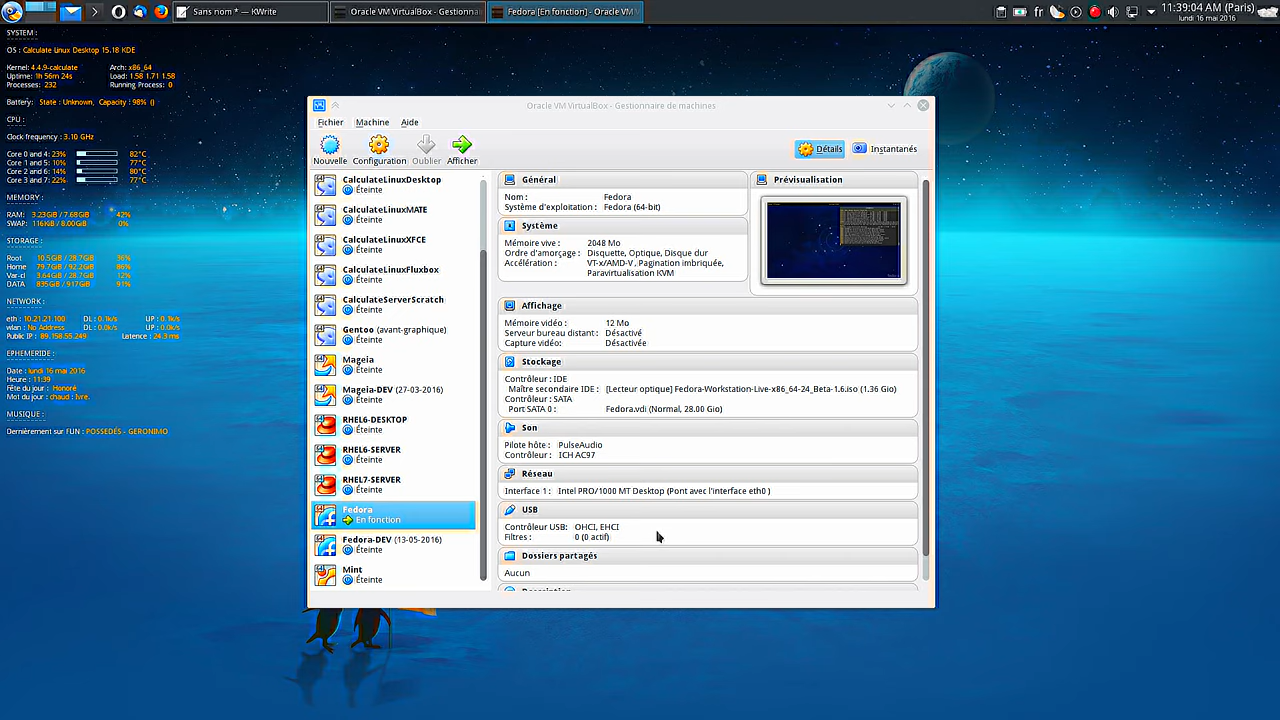 Sans nom * — KWrite
Oracle VM VirtualBox - Gestionna
Fedora [En fonction] - Oracle VM
fr
11:39:04 AM (Paris)
lundi 16 mai 2016
SYSTEM :
OS : Calculate Linux Desktop 15.18 KDE
Kernel: 4.4.9-calculate Arch: x86_64
Uptime: 1h 56m 24s Load: 1.58 1.71 1.58
Processes: 232 Running Process: 0
Battery: State : Unknown, Capacity : 98% ()
CPU :
Clock frequency : 3.10 GHz
Core 0 and 4: 23% 82°C
Core 1 and 5: 10% 77°C
Core 2 and 6: 14% 80°C
Core 3 and 7: 22% 77°C
MEMORY :
RAM: 3.23GiB / 7.68GiB 42%
SWAP: 116KiB / 8.00GiB 0%
STORAGE :
Root 10.5GiB / 28.7GiB 36%
Home 79.7GiB / 92.2GiB 86%
Var-cl 3.64GiB / 28.7GiB 12%
DATA 835GiB / 917GiB 91%
NETWORK :
eth : 10.21.21.100 DL : 0.1k/s UP : 0.1k/s
wlan : No Address DL : 0.0k/s UP : 0.0k/s
Public IP : 89.158.55.249 Latence : 24.3 ms
EPHEMERIDE :
Date : lundi 16 mai 2016
Heure : 11:39
Fête du jour : Honoré
Mot du jour : chaud : Ivre.
MUSIQUE :
Dernièrement sur FUN : POSSEDÉS - GERONIMO
Oracle VM VirtualBox - Gestionnaire de machines
Fichier Machine Aide
Nouvelle Configuration Oublier Afficher
Détails Instantanés
CalculateLinuxDesktop
Éteinte
CalculateLinuxMATE
Éteinte
CalculateLinuxXFCE
Éteinte
CalculateLinuxFluxbox
Éteinte
CalculateServerScratch
Éteinte
Gentoo (avant-graphique)
Éteinte
Mageia
Éteinte
Mageia-DEV (27-03-2016)
Éteinte
RHEL6-DESKTOP
Éteinte
RHEL6-SERVER
Éteinte
RHEL7-SERVER
Éteinte
Fedora
En fonction
Fedora-DEV (13-05-2016)
Éteinte
Mint
Éteinte
Général
Nom : Fedora
Système d'exploitation : Fedora (64-bit)
Système
Mémoire vive : 2048 Mo
Ordre d'amorçage : Disquette, Optique, Disque dur
Accélération : VT-x/AMD-V, Pagination imbriquée,
Paravirtualisation KVM
Prévisualisation
Affichage
Mémoire vidéo : 12 Mo
Serveur bureau distant : Désactivé
Capture vidéo : Désactivée
Stockage
Contrôleur : IDE
Maître secondaire IDE : [Lecteur optique] Fedora-Workstation-Live-x86_64-24_Beta-1.6.iso (1.36 Gio)
Contrôleur : SATA
Port SATA 0 : Fedora.vdi (Normal, 28.00 Gio)
Son
Pilote hôte : PulseAudio
Contrôleur : ICH AC97
Réseau
Interface 1 : Intel PRO/1000 MT Desktop (Pont avec l'interface eth0 )
USB
Contrôleur USB: OHCI, EHCI
Filtres : 0 (0 actif)
Dossiers partagés
Aucun
Description